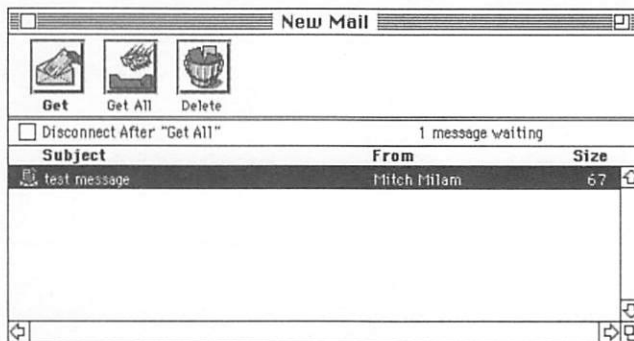 New Mail
Get Get All Delete
Disconnect After "Get All" 1 message waiting
Subject From Size
test message Mitch Milam 67